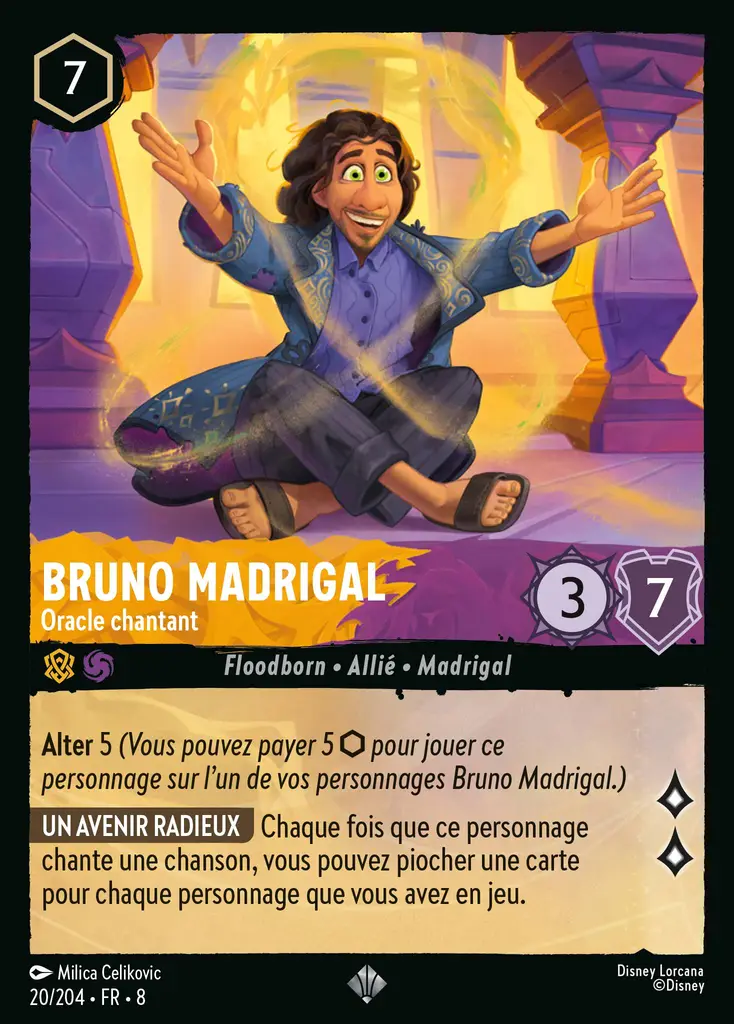 7
BRUNO MADRIGAL
Oracle chantant
3
7
Floodborn • Allié • Madrigal
Alter 5 (Vous pouvez payer 5 ⬡ pour jouer ce
personnage sur l'un de vos personnages Bruno Madrigal.)
UN AVENIR RADIEUX Chaque fois que ce personnage
chante une chanson, vous pouvez piocher une carte
pour chaque personnage que vous avez en jeu.
Milica Celikovic
20/204 • FR • 8
Disney Lorcana
©Disney